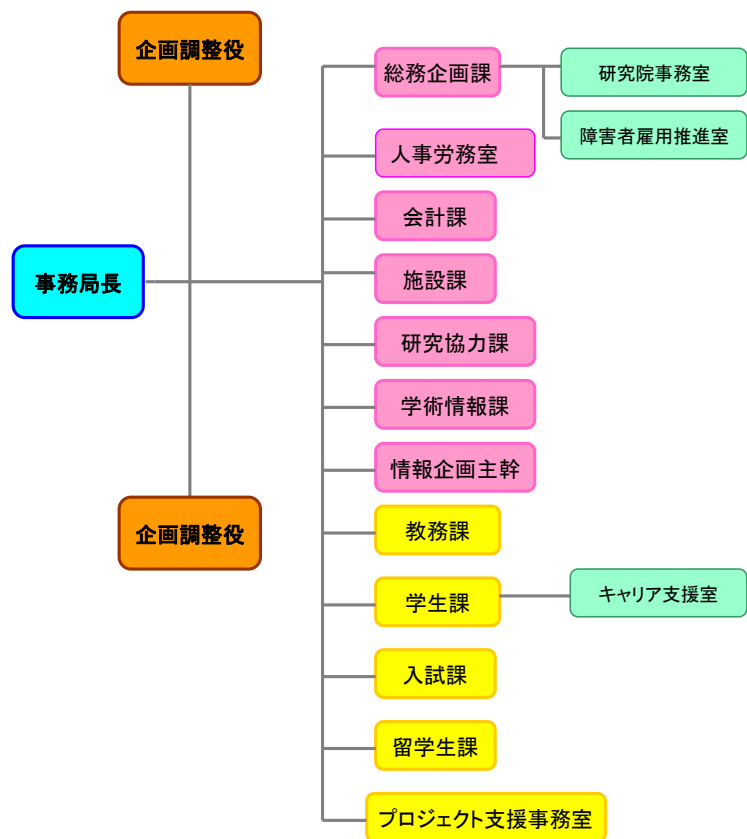 企画調整役
総務企画課
研究院事務室
障害者雇用推進室
人事労務室
会計課
事務局長
施設課
研究協力課
学術情報課
情報企画主幹
企画調整役
教務課
学生課
キャリア支援室
入試課
留学生課
プロジェクト支援事務室